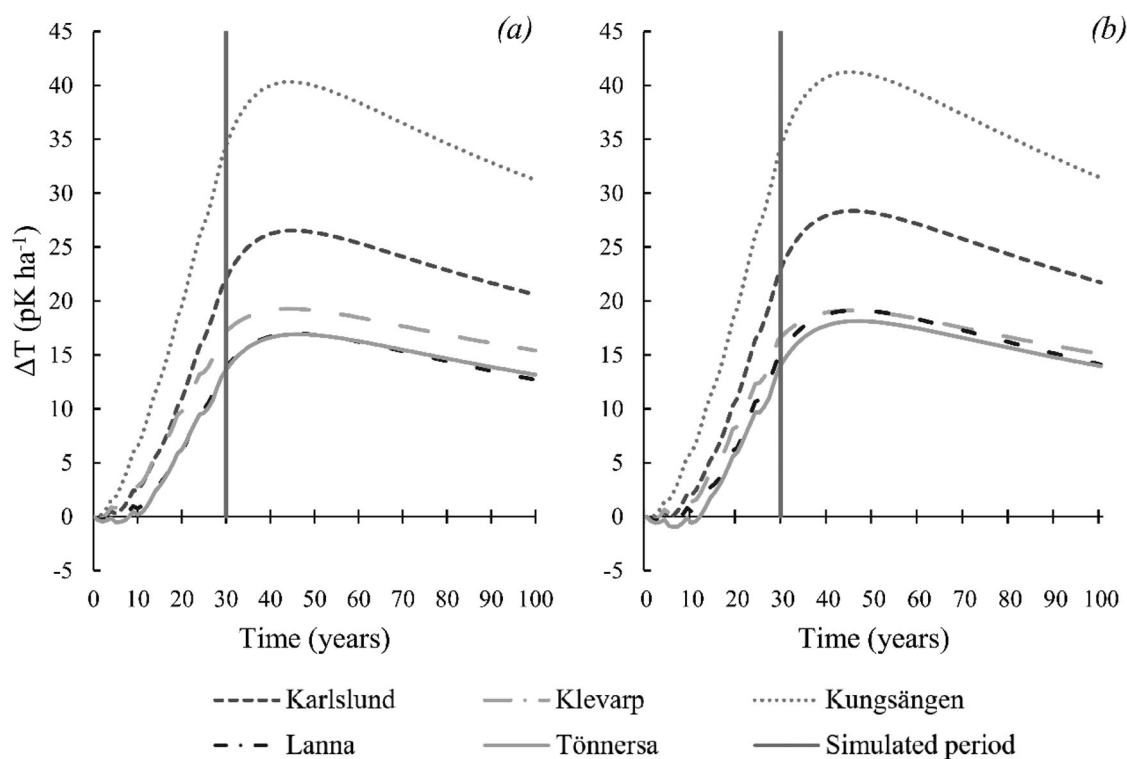 (a) (b)
45 45
40 40
35 35
30 30
25 25
20 20
15 15
10 10
5 5
0 0
-5 -5
ΔT (pK ha⁻¹)
0 10 20 30 40 50 60 70 80 90 100 0 10 20 30 40 50 60 70 80 90 100
Time (years) Time (years)
Karlslund Klevarp Kungsängen
Lanna Tönnersa Simulated period